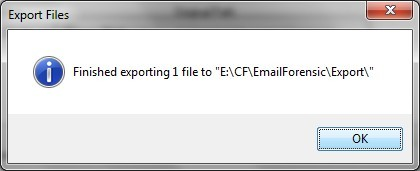 Export Files
Finished exporting 1 file to "E:\CF\EmailForensic\Export\"
OK